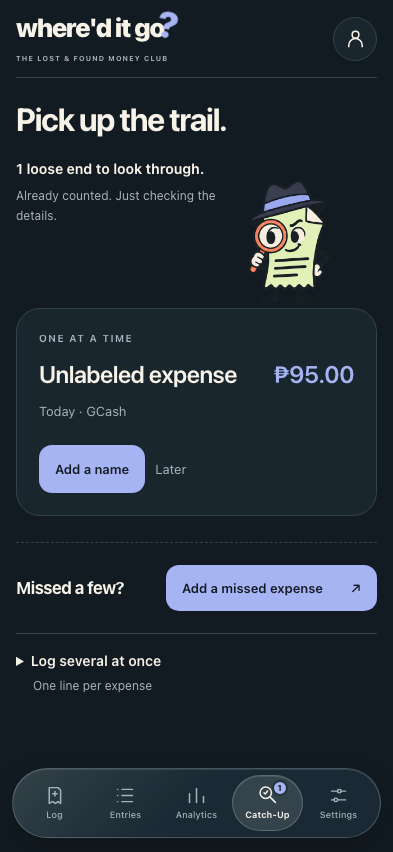 where'd it go?
THE LOST & FOUND MONEY CLUB
Pick up the trail.
1 loose end to look through.
Already counted. Just checking the
details.
ONE AT A TIME
Unlabeled expense ₱95.00
Today · GCash
Add a name Later
Missed a few? Add a missed expense ↗
▶ Log several at once
One line per expense
1
Log Entries Analytics Catch-Up Settings